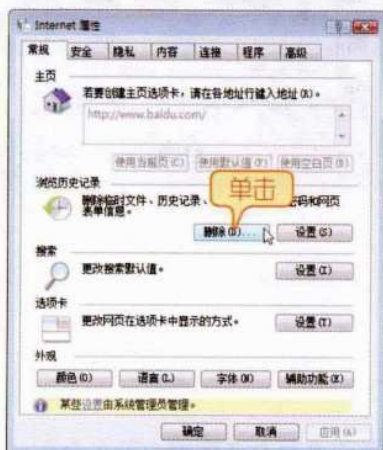 Internet 属性
常规 安全 隐私 内容 连接 程序 高级
主页
若要创建主页选项卡，请在各地址行键入地址(R)。
http://www.baidu.com/
使用当前页(C) 使用默认值(F) 使用空白页(B)
浏览历史记录
删除临时文件、历史记录、 密码和网页
表单信息。
单击
删除(D)... 设置(S)
搜索
更改搜索默认值。 设置(I)
选项卡
更改网页在选项卡中显示的方式。 设置(T)
外观
颜色(O) 语言(L) 字体(N) 辅助功能(E)
某些设置由系统管理员管理。
确定 取消 应用(A)